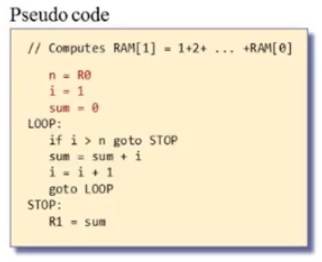 Pseudo code
// Computes RAM[1] = 1+2+ ... +RAM[0]
n = R0
i = 1
sum = 0
LOOP:
if i > n goto STOP
sum = sum + i
i = i + 1
goto LOOP
STOP:
R1 = sum